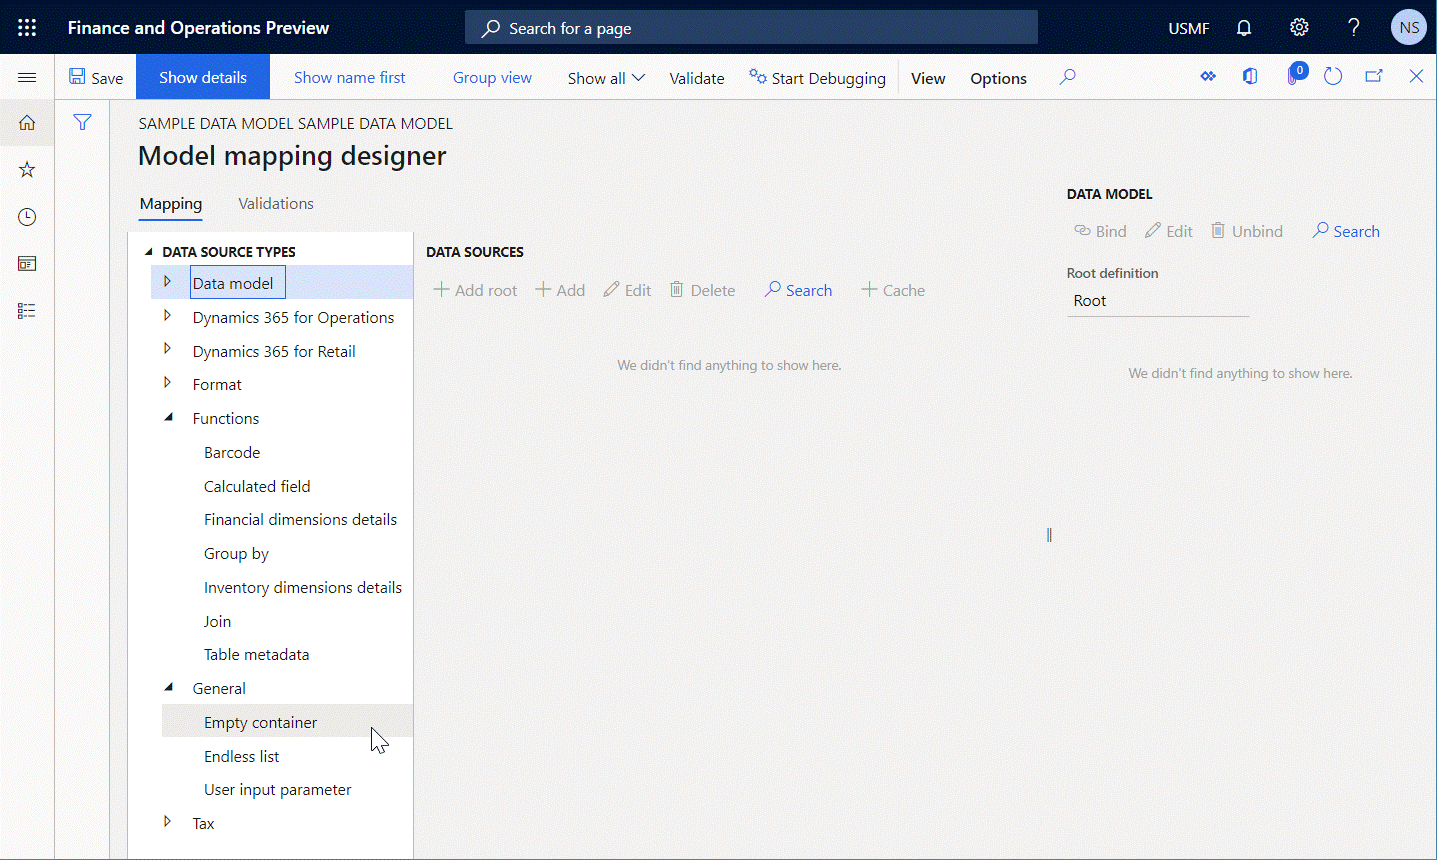 Finance and Operations Preview
Search for a page
USMF
?
NS
Save
Show details
Show name first
Group view
Show all
Validate
Start Debugging
View
Options
0
SAMPLE DATA MODEL SAMPLE DATA MODEL
Model mapping designer
Mapping
Validations
DATA SOURCE TYPES
Data model
Dynamics 365 for Operations
Dynamics 365 for Retail
Format
Functions
Barcode
Calculated field
Financial dimensions details
Group by
Inventory dimensions details
Join
Table metadata
General
Empty container
Endless list
User input parameter
Tax
DATA SOURCES
Add root
Add
Edit
Delete
Search
Cache
We didn't find anything to show here.
DATA MODEL
Bind
Edit
Unbind
Search
Root definition
Root
We didn't find anything to show here.